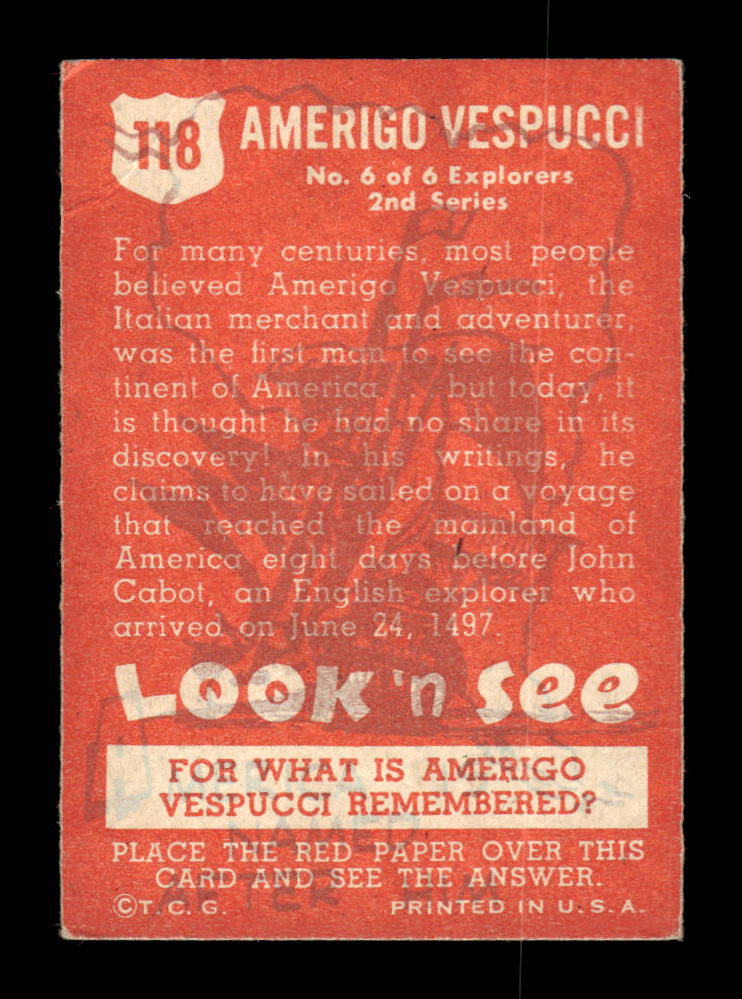 118
AMERIGO VESPUCCI
No. 6 of 6 Explorers
2nd Series
For many centuries, most people
believed Amerigo Vespucci, the
Italian merchant and adventurer,
was the first man to see the con-
tinent of America . . . but today, it
is thought he had no share in its
discovery! In his writings, he
claims to have sailed on a voyage
that reached the mainland of
America eight days before John
Cabot, an English explorer who
arrived on June 24, 1497.
LOOK 'n See
FOR WHAT IS AMERIGO
VESPUCCI REMEMBERED?
NAMED
AFTER HIM
PLACE THE RED PAPER OVER THIS
CARD AND SEE THE ANSWER.
©T.C.G.
PRINTED IN U.S.A.